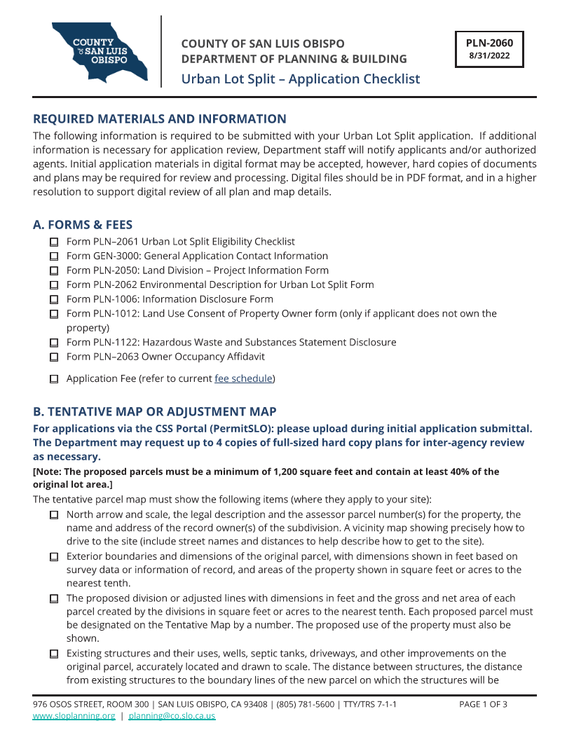 COUNTY
OF SAN LUIS
OBISPO
COUNTY OF SAN LUIS OBISPO
DEPARTMENT OF PLANNING & BUILDING
Urban Lot Split – Application Checklist
PLN-2060
8/31/2022
REQUIRED MATERIALS AND INFORMATION
The following information is required to be submitted with your Urban Lot Split application. If additional
information is necessary for application review, Department staff will notify applicants and/or authorized
agents. Initial application materials in digital format may be accepted, however, hard copies of documents
and plans may be required for review and processing. Digital files should be in PDF format, and in a higher
resolution to support digital review of all plan and map details.
A. FORMS & FEES
Form PLN–2061 Urban Lot Split Eligibility Checklist
Form GEN-3000: General Application Contact Information
Form PLN-2050: Land Division – Project Information Form
Form PLN-2062 Environmental Description for Urban Lot Split Form
Form PLN-1006: Information Disclosure Form
Form PLN-1012: Land Use Consent of Property Owner form (only if applicant does not own the
property)
Form PLN-1122: Hazardous Waste and Substances Statement Disclosure
Form PLN–2063 Owner Occupancy Affidavit
Application Fee (refer to current fee schedule)
B. TENTATIVE MAP OR ADJUSTMENT MAP
For applications via the CSS Portal (PermitSLO): please upload during initial application submittal.
The Department may request up to 4 copies of full-sized hard copy plans for inter-agency review
as necessary.
[Note: The proposed parcels must be a minimum of 1,200 square feet and contain at least 40% of the
original lot area.]
The tentative parcel map must show the following items (where they apply to your site):
North arrow and scale, the legal description and the assessor parcel number(s) for the property, the
name and address of the record owner(s) of the subdivision. A vicinity map showing precisely how to
drive to the site (include street names and distances to help describe how to get to the site).
Exterior boundaries and dimensions of the original parcel, with dimensions shown in feet based on
survey data or information of record, and areas of the property shown in square feet or acres to the
nearest tenth.
The proposed division or adjusted lines with dimensions in feet and the gross and net area of each
parcel created by the divisions in square feet or acres to the nearest tenth. Each proposed parcel must
be designated on the Tentative Map by a number. The proposed use of the property must also be
shown.
Existing structures and their uses, wells, septic tanks, driveways, and other improvements on the
original parcel, accurately located and drawn to scale. The distance between structures, the distance
from existing structures to the boundary lines of the new parcel on which the structures will be
976 OSOS STREET, ROOM 300 | SAN LUIS OBISPO, CA 93408 | (805) 781-5600 | TTY/TRS 7-1-1 PAGE 1 OF 3
www.sloplanning.org | planning@co.slo.ca.us